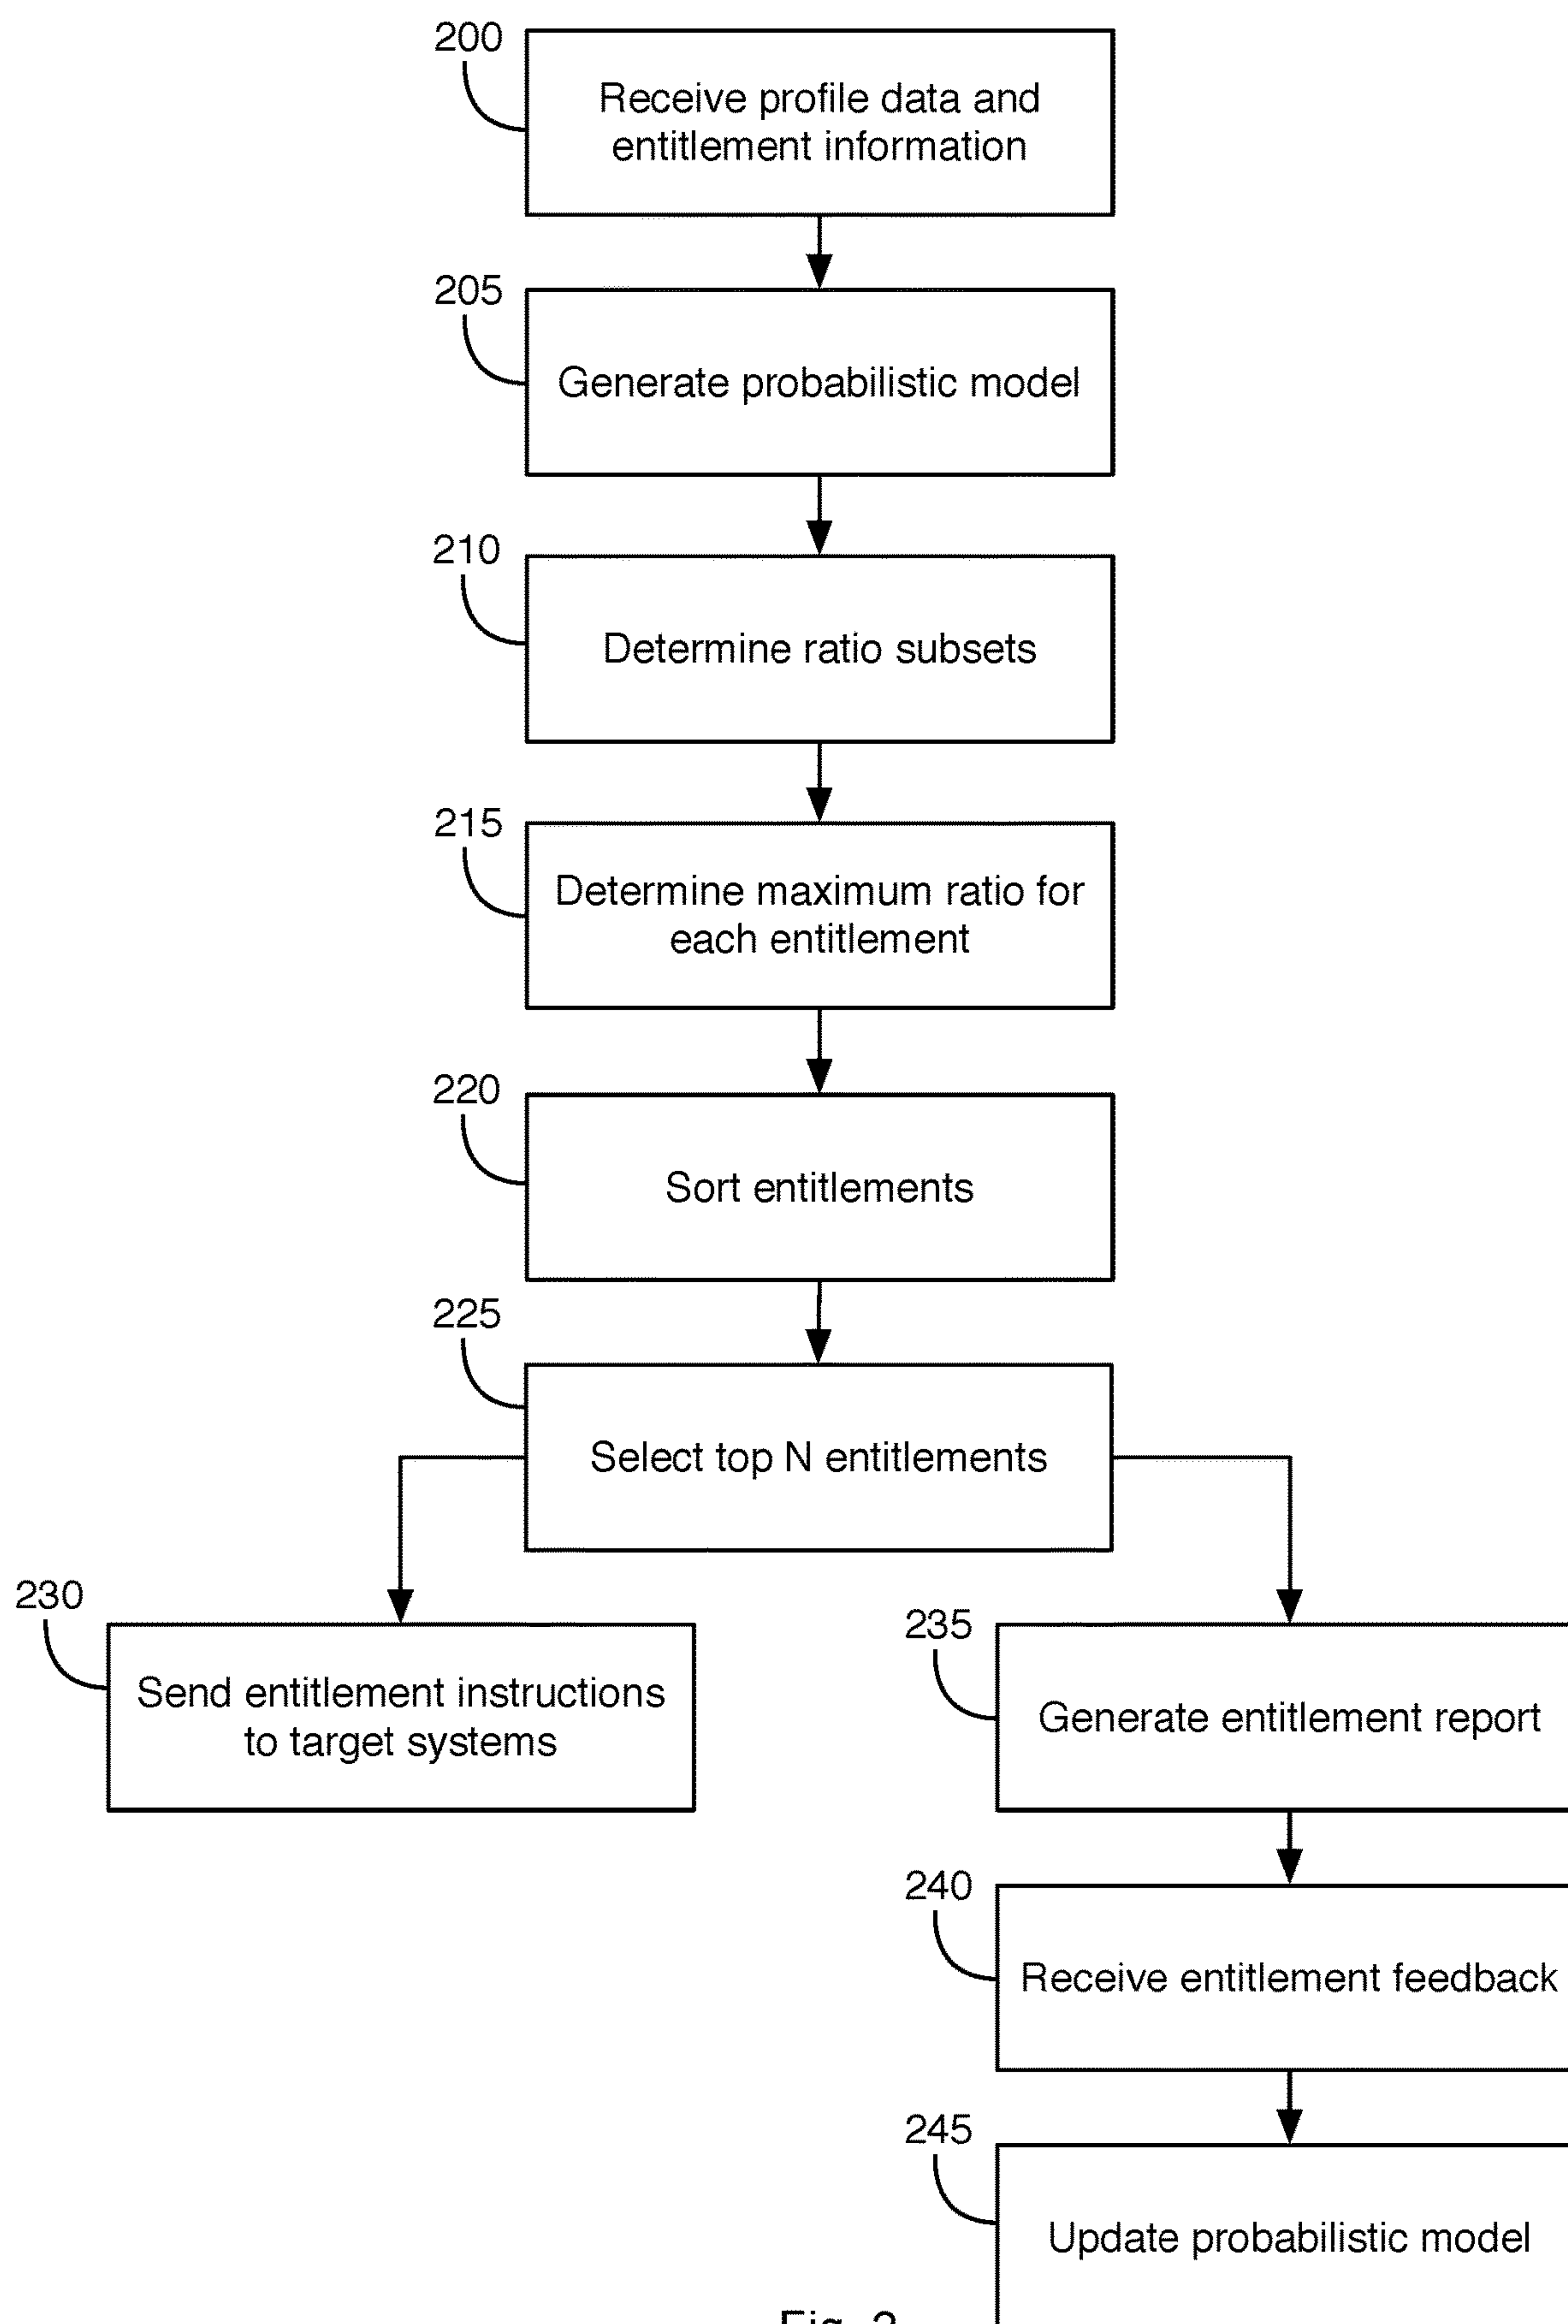 200
Receive profile data and
entitlement information
205
Generate probabilistic model
210
Determine ratio subsets
215
Determine maximum ratio for
each entitlement
220
Sort entitlements
225
Select top N entitlements
230
Send entitlement instructions
to target systems
235
Generate entitlement report
240
Receive entitlement feedback
245
Update probabilistic model